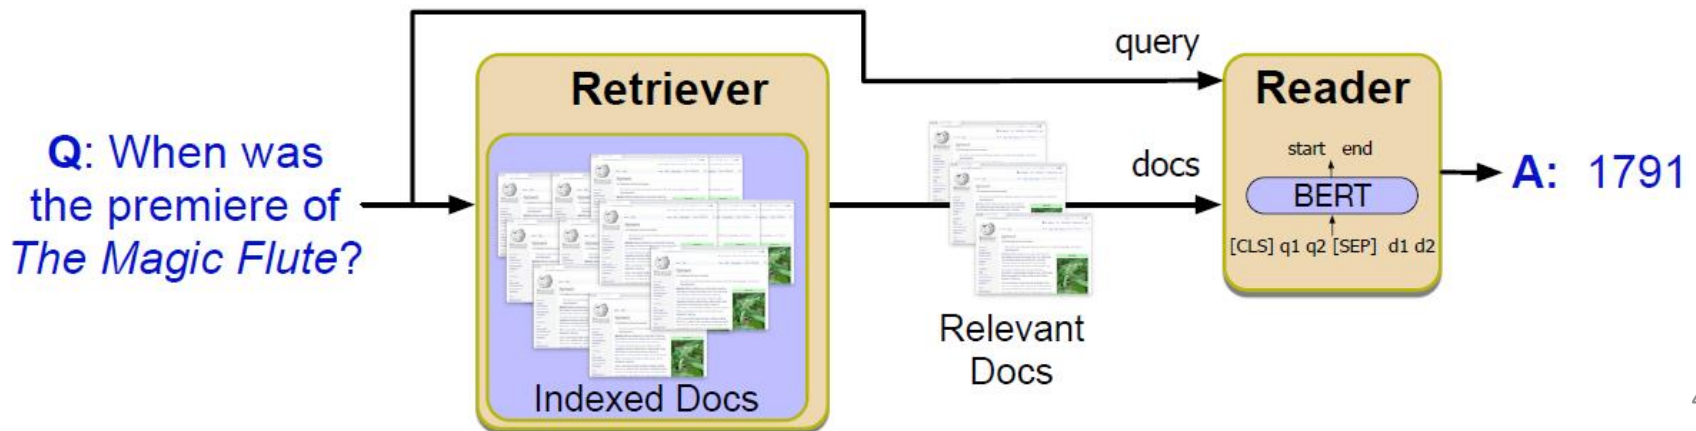 Q: When was
the premiere of
The Magic Flute?
Retriever
Indexed Docs
query
docs
Relevant
Docs
Reader
start end
BERT
[CLS] q1 q2 [SEP] d1 d2
A: 1791